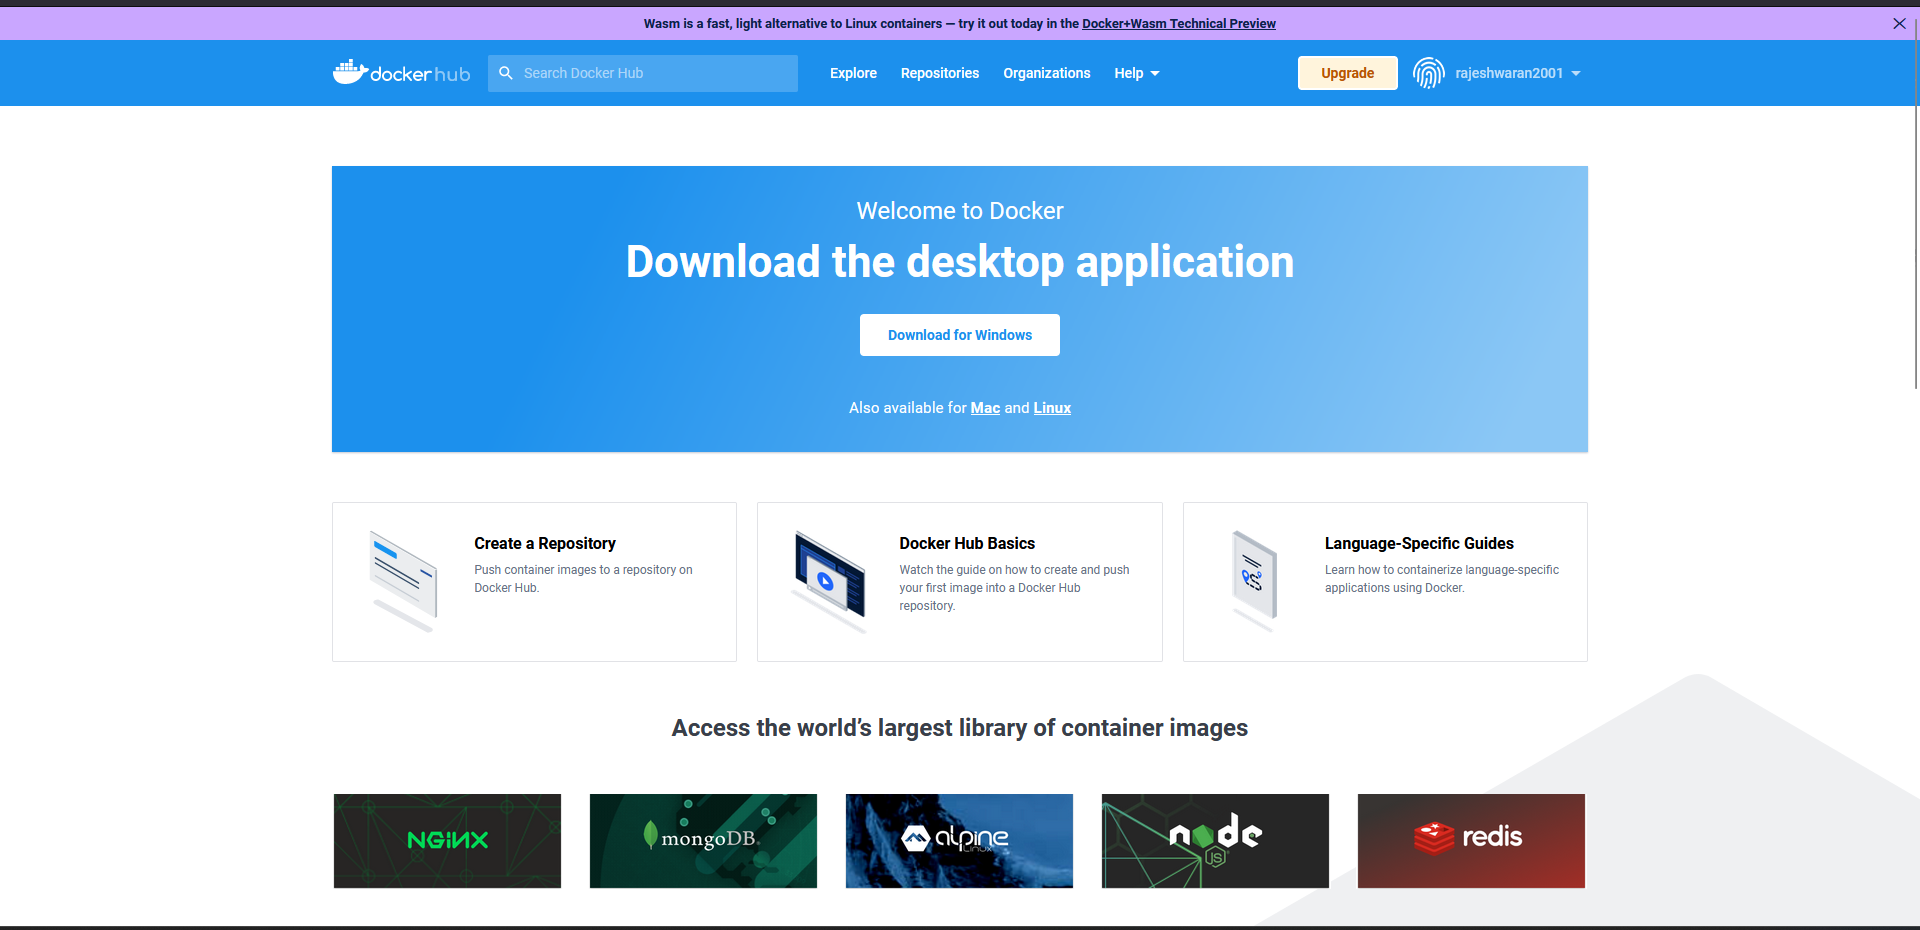 Wasm is a fast, light alternative to Linux containers — try it out today in the Docker+Wasm Technical Preview
dockerhub
Search Docker Hub
Explore
Repositories
Organizations
Help
Upgrade
rajeshwaran2001
Welcome to Docker
Download the desktop application
Download for Windows
Also available for Mac and Linux
Create a Repository
Push container images to a repository on
Docker Hub.
Docker Hub Basics
Watch the guide on how to create and push
your first image into a Docker Hub
repository.
Language-Specific Guides
Learn how to containerize language-specific
applications using Docker.
Access the world’s largest library of container images
NGINX
mongoDB.
alpine
Linux
node
JS
redis